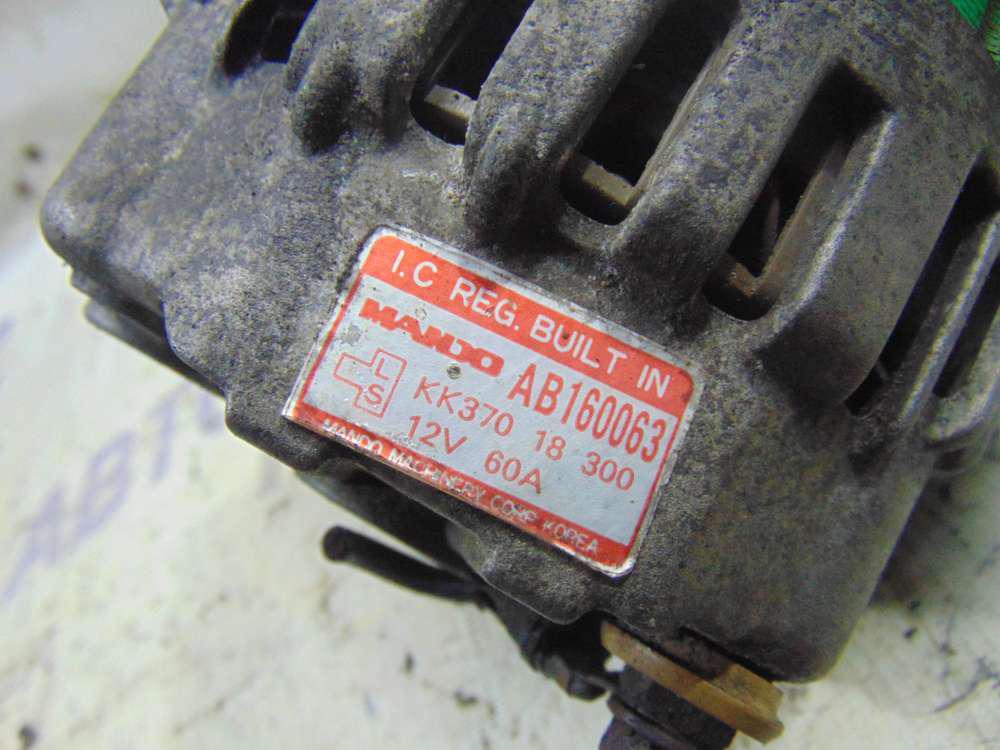 I.C REG. BUILT IN
MANDO AB160063
L S KK370 18 300
12V 60A
MANDO MACHINERY CORP KOREA